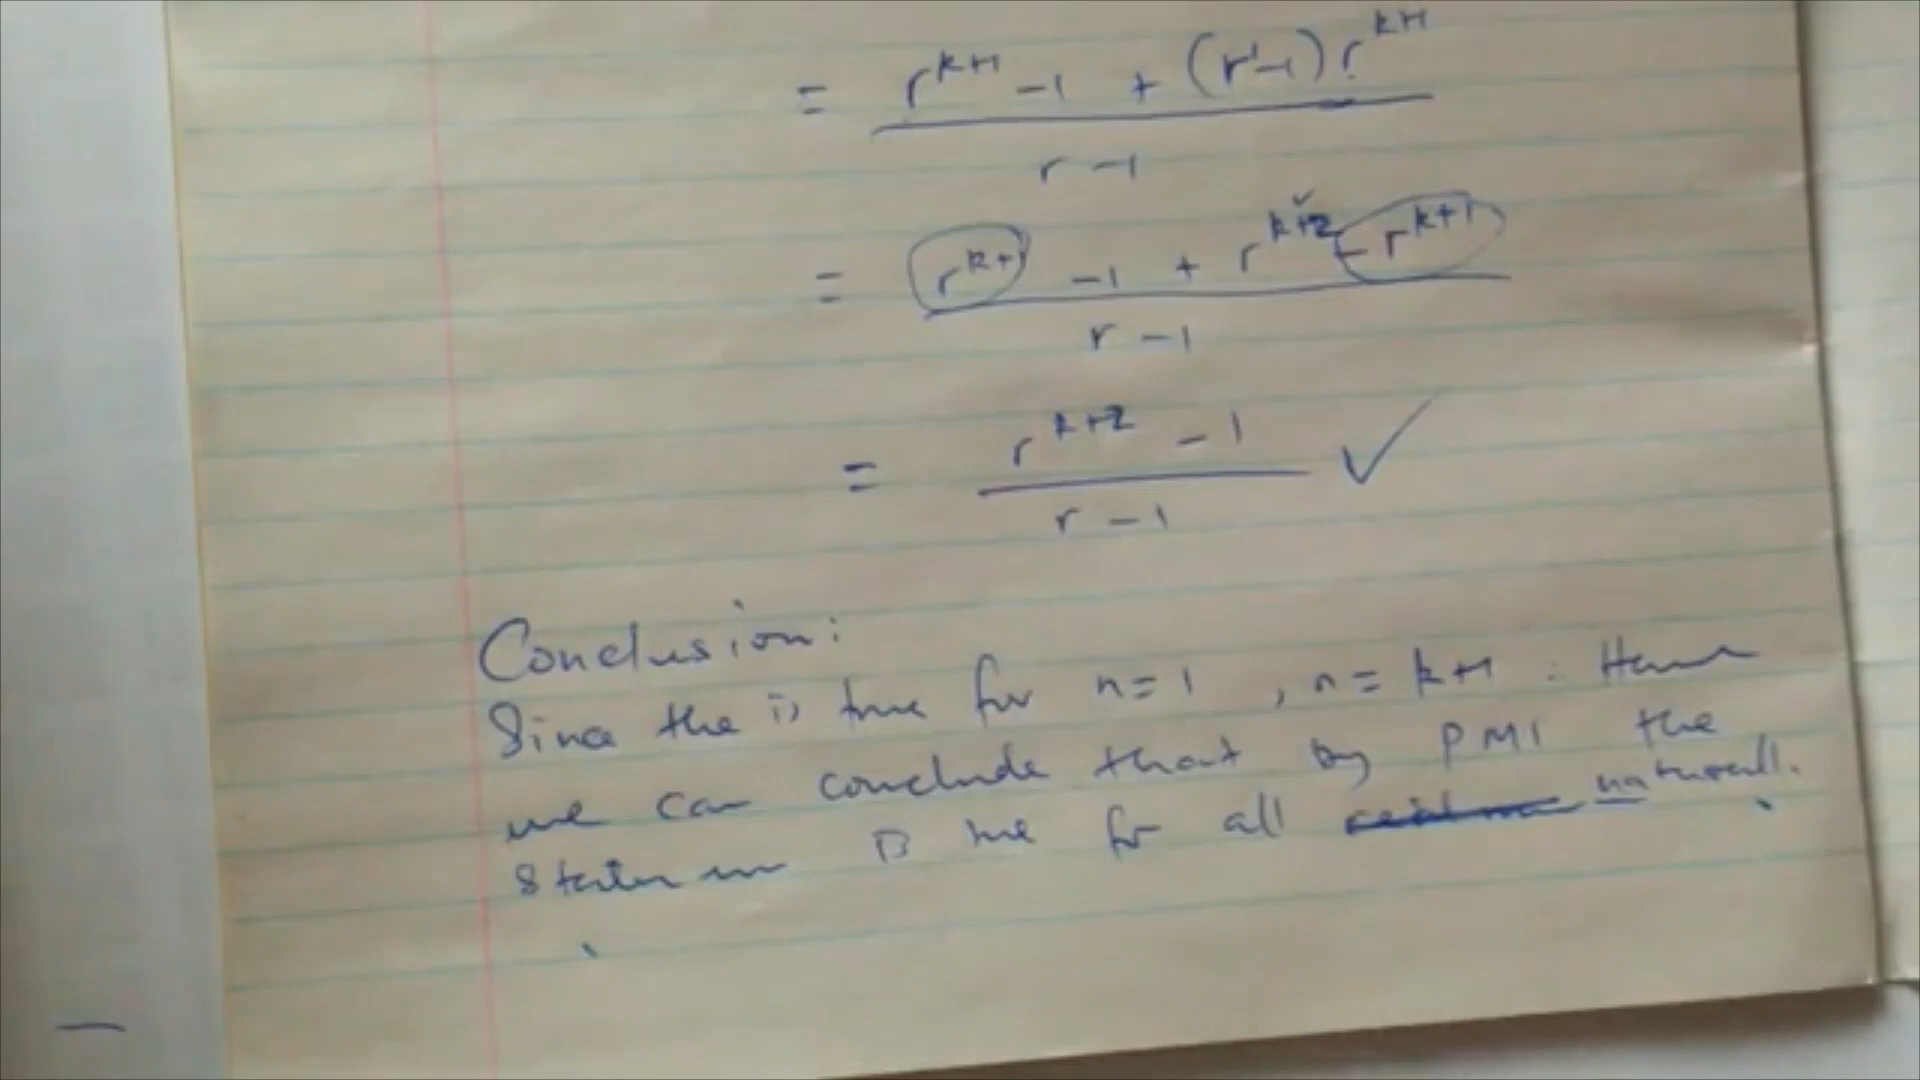 = r^{k+1} - 1 + (r^1 - 1) r^{k+1}
r - 1
= r^{k+1} - 1 + r^{k+2} - r^{k+1}
r - 1
= r^{k+2} - 1 ✓
r - 1
Conclusion:
Since the is true for n=1, n=k+1. Hence
we can conclude that by PMI the
is true for all natural.